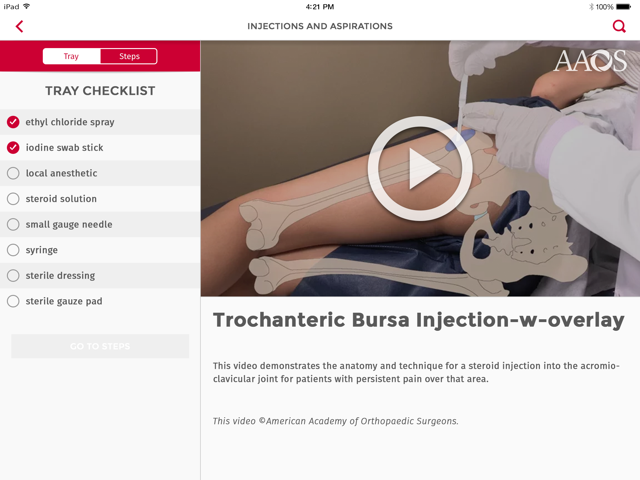 iPad 4:21 PM 100%
INJECTIONS AND ASPIRATIONS
Tray Steps
TRAY CHECKLIST
ethyl chloride spray
iodine swab stick
local anesthetic
steroid solution
small gauge needle
syringe
sterile dressing
sterile gauze pad
GO TO STEPS
AAOS
Trochanteric Bursa Injection-w-overlay
This video demonstrates the anatomy and technique for a steroid injection into the acromio-
clavicular joint for patients with persistent pain over that area.
This video ©American Academy of Orthopaedic Surgeons.